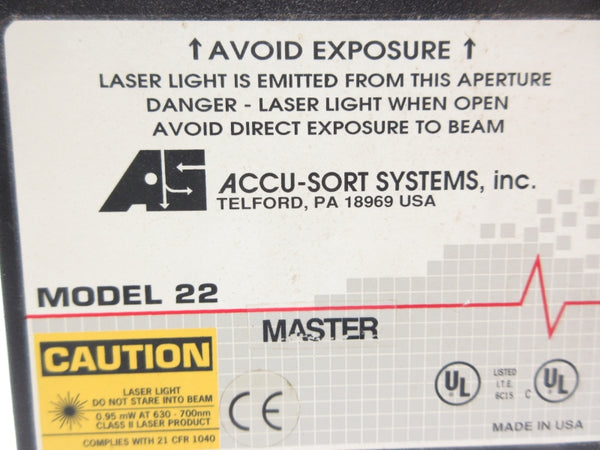 ↑ AVOID EXPOSURE ↑
LASER LIGHT IS EMITTED FROM THIS APERTURE
DANGER - LASER LIGHT WHEN OPEN
AVOID DIRECT EXPOSURE TO BEAM
AS ACCU-SORT SYSTEMS, inc.
TELFORD, PA 18969 USA
MODEL 22
MASTER
CAUTION
LASER LIGHT
DO NOT STARE INTO BEAM
0.95 mW AT 630 - 700nm
CLASS II LASER PRODUCT
COMPLIES WITH 21 CFR 1040
CE
UL
LISTED
I.T.E.
6C15
C UL
MADE IN USA